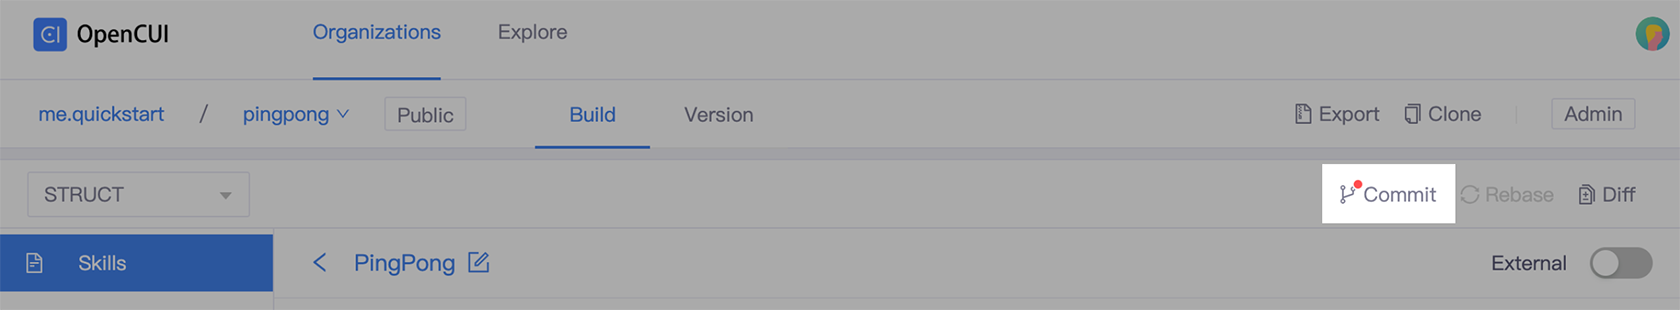 CI OpenCUI Organizations Explore
me.quickstart / pingpong Public Build Version Export Clone Admin
STRUCT Commit Rebase Diff
Skills PingPong External